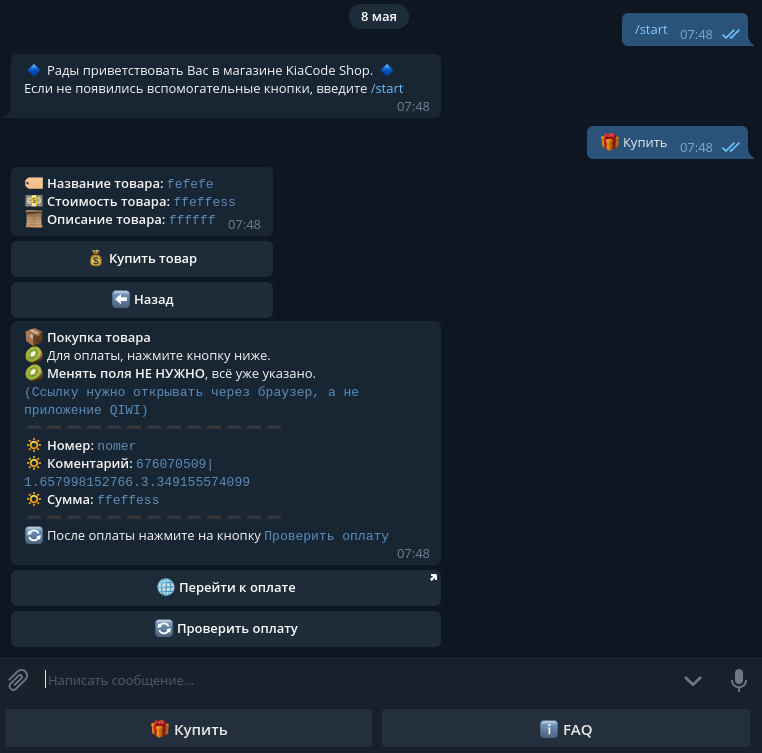 8 мая
/start 07:48
Рады приветствовать Вас в магазине KiaCode Shop.
Если не появились вспомогательные кнопки, введите /start
07:48
Купить 07:48
Название товара: fefefe
Стоимость товара: ffeffess
Описание товара: ffffff 07:48
Купить товар
Назад
Покупка товара
Для оплаты, нажмите кнопку ниже.
Менять поля НЕ НУЖНО, всё уже указано.
(Ссылку нужно открывать через браузер, а не
приложение QIWI)
Номер: nomer
Коментарий: 676070509|
1.657998152766.3.349155574099
Сумма: ffeffess
После оплаты нажмите на кнопку Проверить оплату
07:48
Перейти к оплате
Проверить оплату
Написать сообщение...
Купить
FAQ